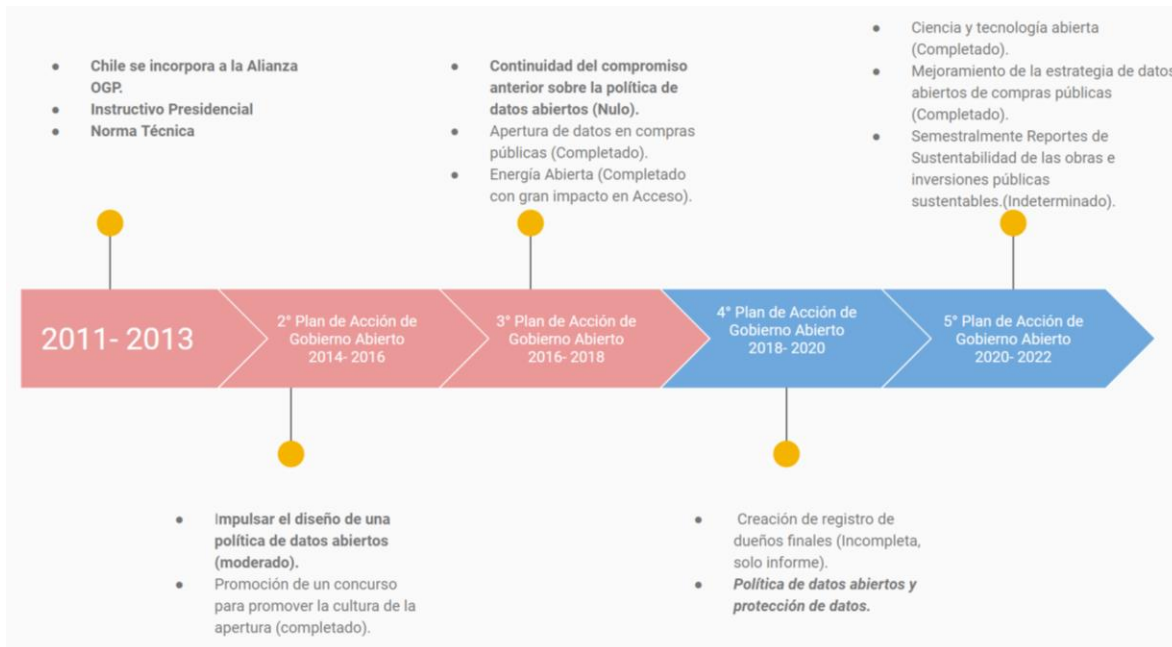 ● Chile se incorpora a la Alianza
OGP.
● Instructivo Presidencial
● Norma Técnica
● Continuidad del compromiso
anterior sobre la política de
datos abiertos (Nulo).
● Apertura de datos en compras
públicas (Completado).
● Energía Abierta (Completado
con gran impacto en Acceso).
● Ciencia y tecnología abierta
(Completado).
● Mejoramiento de la estrategia de datos
abiertos de compras públicas
(Completado).
● Semestralmente Reportes de
Sustentabilidad de las obras e
inversiones públicas
sustentables.(Indeterminado).
2011- 2013
2° Plan de Acción de
Gobierno Abierto
2014- 2016
3° Plan de Acción de
Gobierno Abierto
2016- 2018
4° Plan de Acción de
Gobierno Abierto
2018- 2020
5° Plan de Acción de
Gobierno Abierto
2020- 2022
● Impulsar el diseño de una
política de datos abiertos
(moderado).
● Promoción de un concurso
para promover la cultura de la
apertura (completado).
● Creación de registro de
dueños finales (Incompleta,
solo informe).
● Política de datos abiertos y
protección de datos.